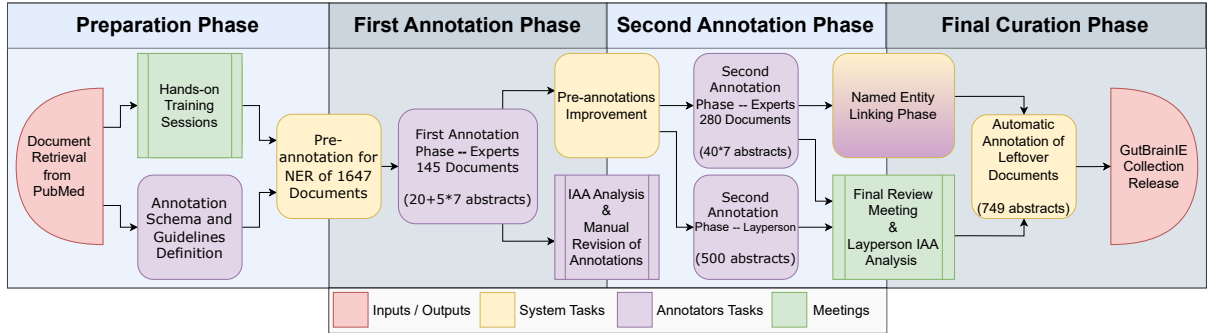 Preparation Phase
First Annotation Phase
Second Annotation Phase
Final Curation Phase
Document
Retrieval
from
PubMed
Hands-on
Training
Sessions
Annotation
Schema and
Guidelines
Definition
Pre-
annotation for
NER of 1647
Documents
First Annotation
Phase -- Experts
145 Documents
(20+5*7 abstracts)
Pre-annotations
Improvement
IAA Analysis
&
Manual
Revision of
Annotations
Second
Annotation
Phase -- Experts
280 Documents
(40*7 abstracts)
Second
Annotation
Phase -- Layperson
(500 abstracts)
Named Entity
Linking Phase
Final Review
Meeting
&
Layperson IAA
Analysis
Automatic
Annotation of
Leftover
Documents
(749 abstracts)
GutBrainIE
Collection
Release
Inputs / Outputs
System Tasks
Annotators Tasks
Meetings